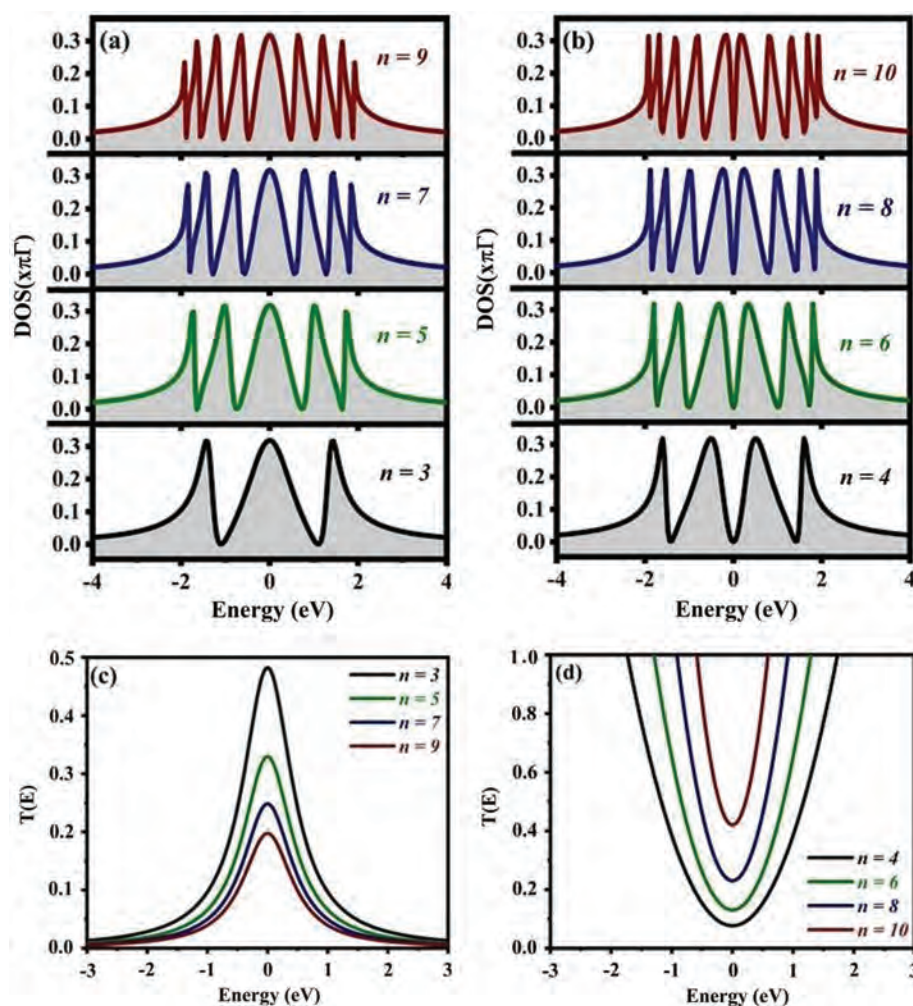 (a)
n = 9
0.3
0.2
0.1
0.0
n = 7
0.3
0.2
0.1
0.0
n = 5
0.3
0.2
0.1
0.0
n = 3
0.3
0.2
0.1
0.0
DOS(xπΓ)
-4 -2 0 2 4
Energy (eV)
(b)
n = 10
0.3
0.2
0.1
0.0
n = 8
0.3
0.2
0.1
0.0
n = 6
0.3
0.2
0.1
0.0
n = 4
0.3
0.2
0.1
0.0
DOS(xπΓ)
-4 -2 0 2 4
Energy (eV)
(c)
n = 3
n = 5
n = 7
n = 9
0.5
0.4
0.3
0.2
0.1
0.0
T(E)
-3 -2 -1 0 1 2 3
Energy (eV)
(d)
1.0
0.8
0.6
0.4
0.2
0.0
T(E)
n = 4
n = 6
n = 8
n = 10
-3 -2 -1 0 1 2 3
Energy (eV)